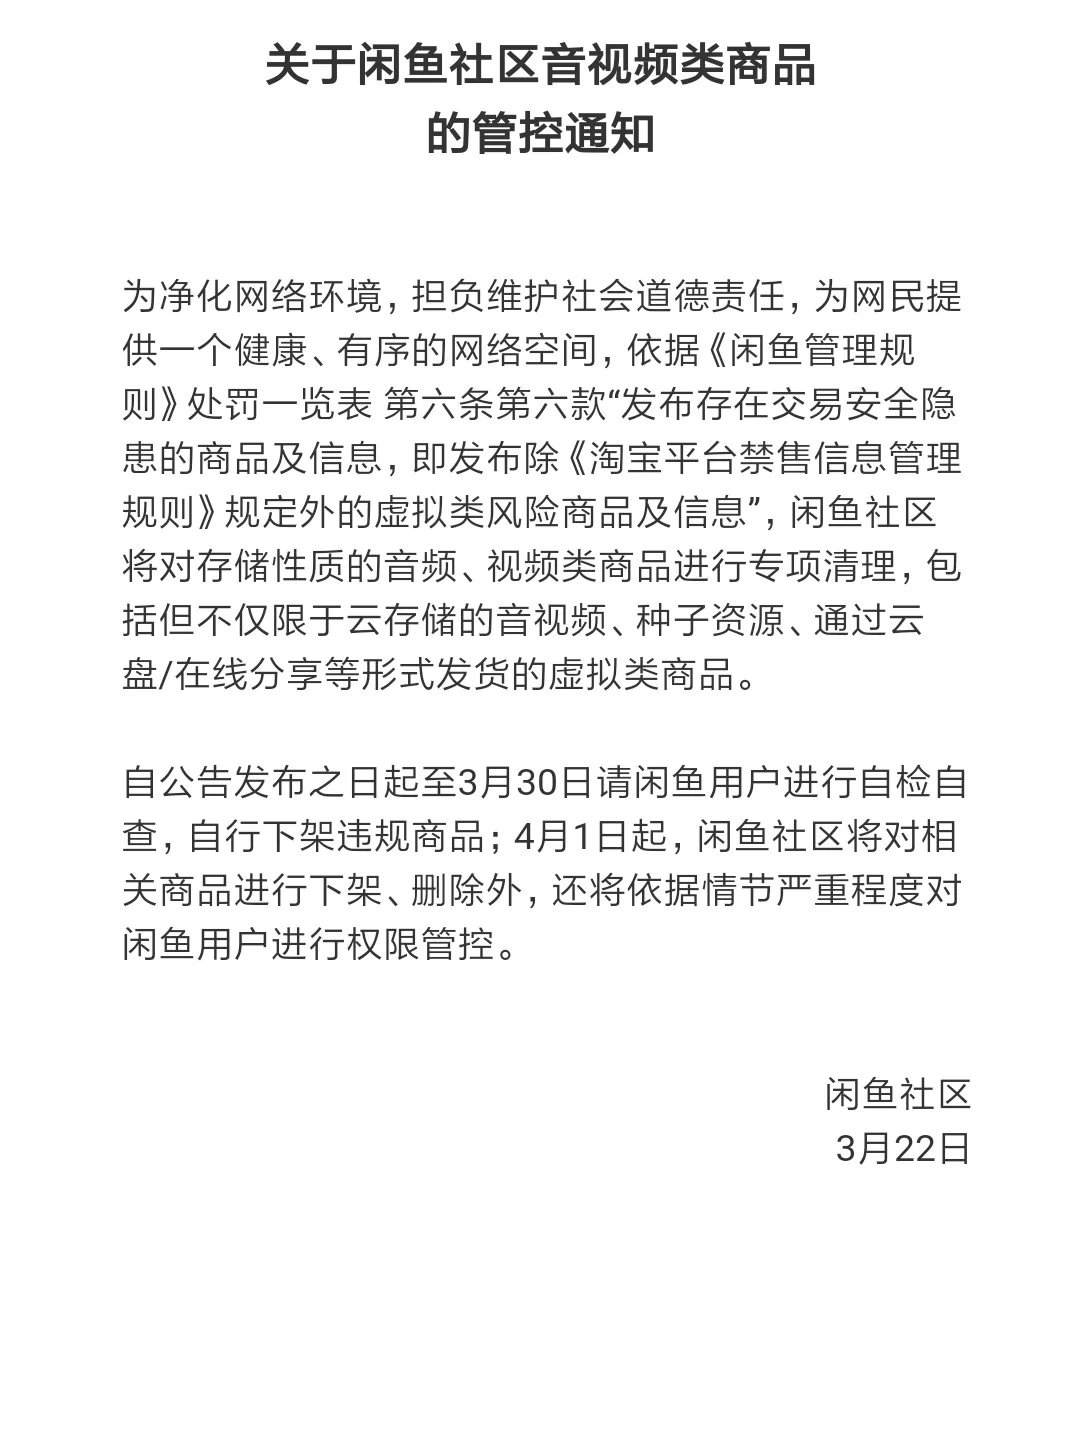 关于闲鱼社区音视频类商品
的管控通知
为净化网络环境，担负维护社会道德责任，为网民提
供一个健康、有序的网络空间，依据《闲鱼管理规
则》处罚一览表 第六条第六款“发布存在交易安全隐
患的商品及信息，即发布除《淘宝平台禁售信息管理
规则》规定外的虚拟类风险商品及信息”，闲鱼社区
将对存储性质的音频、视频类商品进行专项清理，包
括但不仅限于云存储的音视频、种子资源、通过云
盘/在线分享等形式发货的虚拟类商品。
自公告发布之日起至3月30日请闲鱼用户进行自检自
查，自行下架违规商品；4月1日起，闲鱼社区将对相
关商品进行下架、删除外，还将依据情节严重程度对
闲鱼用户进行权限管控。
闲鱼社区
3月22日